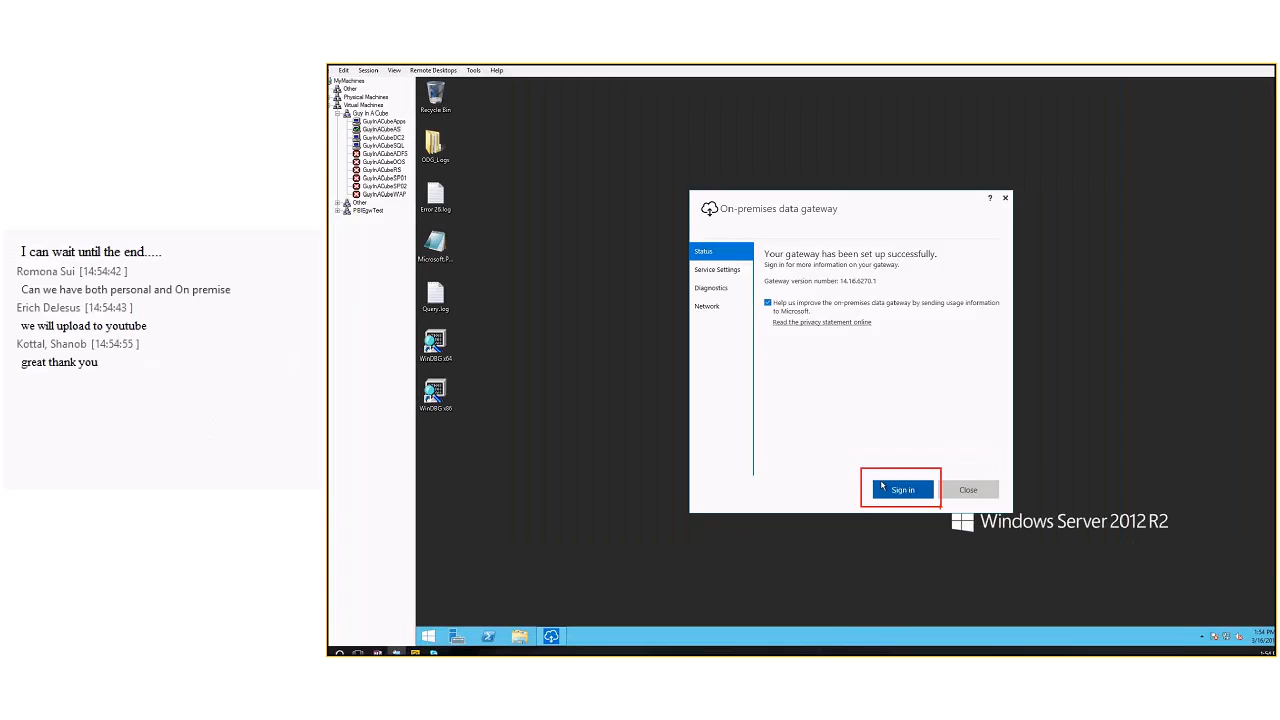 I can wait until the end.....
Romona Sui [14:54:42 ]
Can we have both personal and On premise
Erich DeJesus [14:54:43 ]
we will upload to youtube
Kottal, Shanob [14:54:55 ]
great thank you
Edit Session View Remote Desktops Tools Help
MyMachines
Other
Physical Machines
Virtual Machines
Guy In A Cube
GuyInACubeApps
GuyInACubeAS
GuyInACubeDC2
GuyInACubeSQL
GuyInACubeADFS
GuyInACubeOOS
GuyInACubeRS
GuyInACubeSP01
GuyInACubeSP02
GuyInACubeWAP
Other
PBIEgwTest
Recycle Bin
ODG_Logs
Error 26.log
Microsoft.P...
Query.log
WinDBG x64
WinDBG x86
On-premises data gateway
? ×
Status
Service Settings
Diagnostics
Network
Your gateway has been set up successfully.
Sign in for more information on your gateway.
Gateway version number: 14.16.6270.1
Help us improve the on-premises data gateway by sending usage information
to Microsoft.
Read the privacy statement online
Sign in
Close
Windows Server 2012 R2
1:54 PM
3/16/201